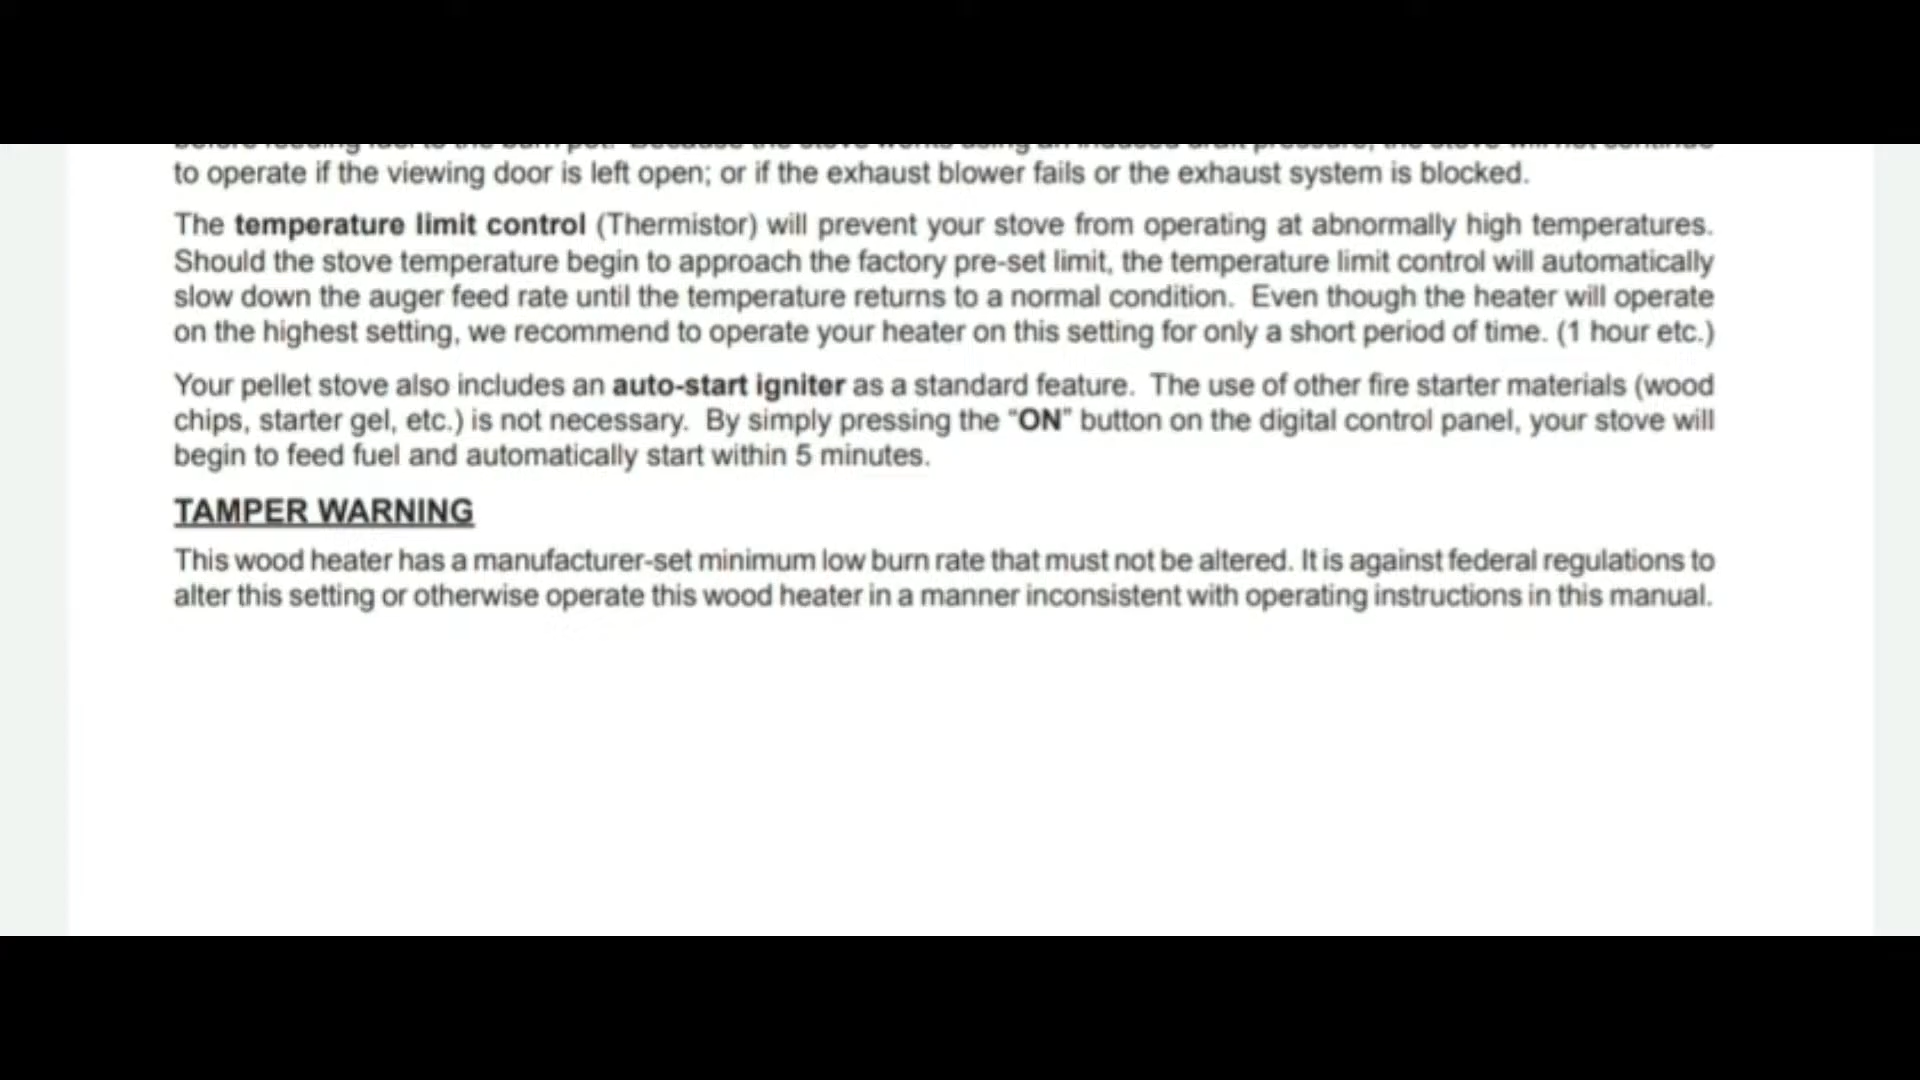 to operate if the viewing door is left open; or if the exhaust blower fails or the exhaust system is blocked.
The temperature limit control (Thermistor) will prevent your stove from operating at abnormally high temperatures.
Should the stove temperature begin to approach the factory pre-set limit, the temperature limit control will automatically
slow down the auger feed rate until the temperature returns to a normal condition. Even though the heater will operate
on the highest setting, we recommend to operate your heater on this setting for only a short period of time. (1 hour etc.)
Your pellet stove also includes an auto-start igniter as a standard feature. The use of other fire starter materials (wood
chips, starter gel, etc.) is not necessary. By simply pressing the “ON” button on the digital control panel, your stove will
begin to feed fuel and automatically start within 5 minutes.
TAMPER WARNING
This wood heater has a manufacturer-set minimum low burn rate that must not be altered. It is against federal regulations to
alter this setting or otherwise operate this wood heater in a manner inconsistent with operating instructions in this manual.